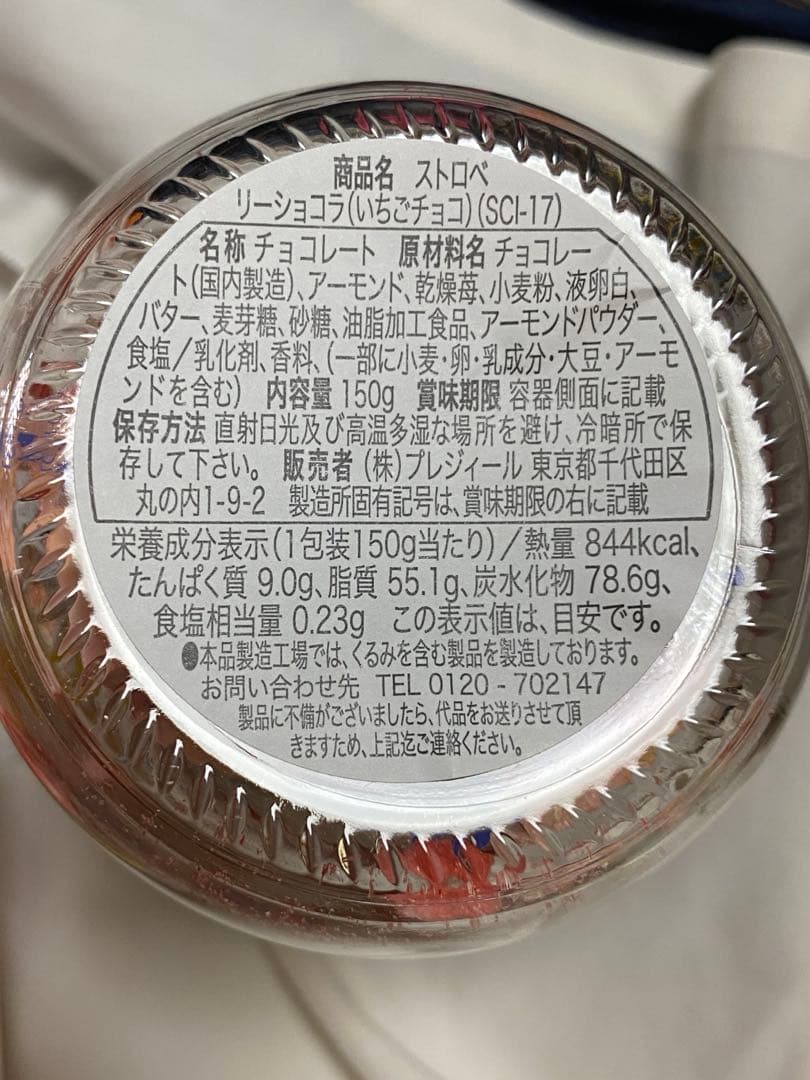 商品名 ストロベ
リーショコラ(いちごチョコ)(SCI-17)
名称 チョコレート 原材料名 チョコレー
ト(国内製造)、アーモンド、乾燥苺、小麦粉、液卵白、
バター、麦芽糖、砂糖、油脂加工食品、アーモンドパウダー、
食塩/乳化剤、香料、(一部に小麦・卵・乳成分・大豆・アーモ
ンドを含む) 内容量 150g 賞味期限 容器側面に記載
保存方法 直射日光及び高温多湿な場所を避け、冷暗所で保
存して下さい。 販売者 (株)プレジィール 東京都千代田区
丸の内1-9-2 製造所固有記号は、賞味期限の右に記載
栄養成分表示(1包装150g当たり)/熱量 844kcal、
たんぱく質 9.0g、脂質 55.1g、炭水化物 78.6g、
食塩相当量 0.23g この表示値は、目安です。
●本品製造工場では、くるみを含む製品を製造しております。
お問い合わせ先 TEL 0120-702147
製品に不備がございましたら、代品をお送りさせて頂
きますため、上記迄ご連絡ください。